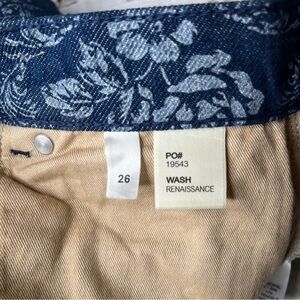 26
PO#
19543
WASH
RENAISSANCE